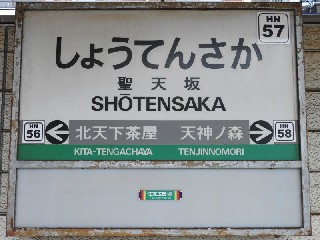 HN
57
しょうてんさか
聖天坂
SHŌTENSAKA
HN
56
北天下茶屋
天神ノ森
HN
58
KITA-TENGACHAYA
TENJINNOMORI